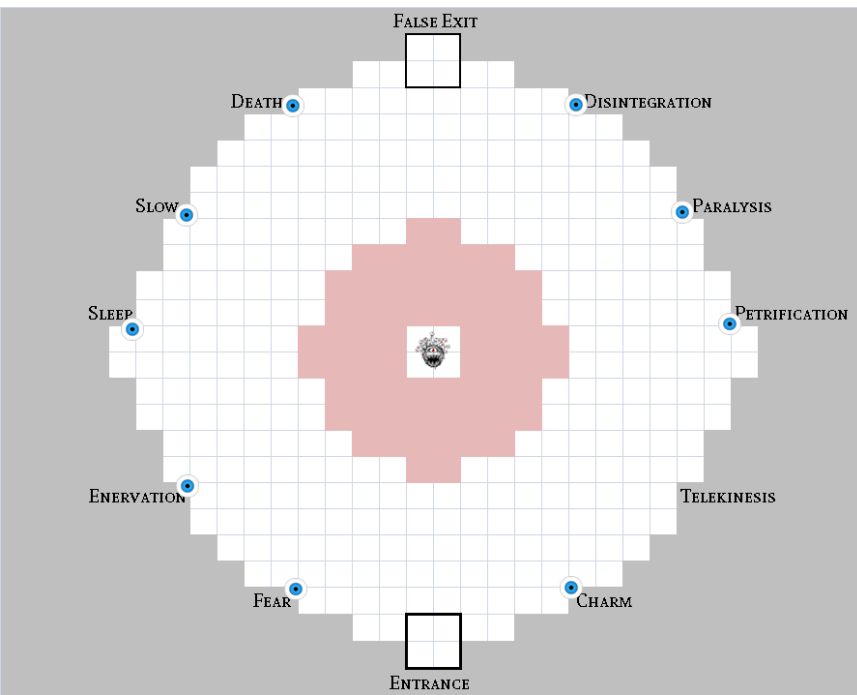 False Exit
Death
Disintegration
Slow
Paralysis
Sleep
Petrification
Enervation
Telekinesis
Fear
Charm
Entrance